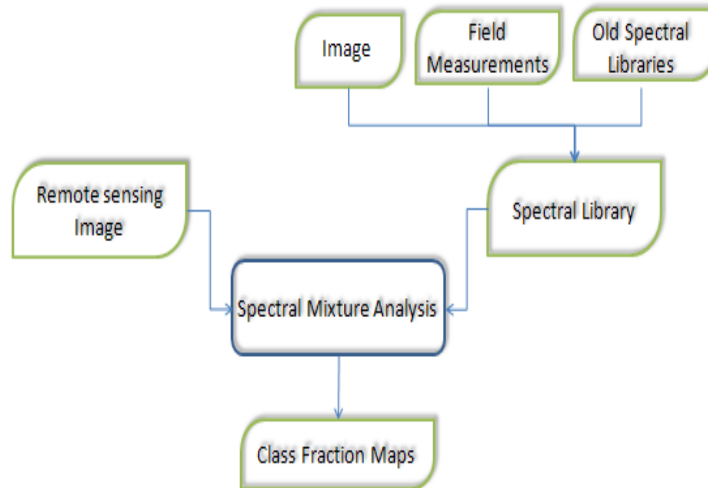 Image
Field
Measurements
Old Spectral
Libraries
Remote sensing
Image
Spectral Library
Spectral Mixture Analysis
Class Fraction Maps